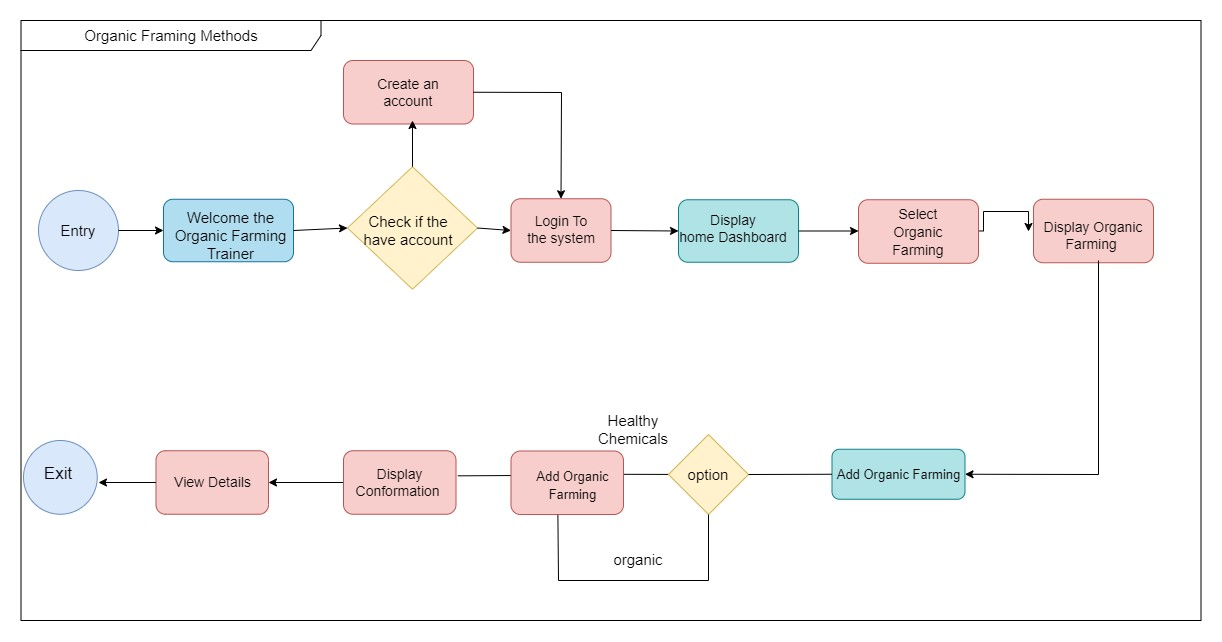 Organic Framing Methods
Create an
account
Entry
Welcome the
Organic Farming
Trainer
Check if the
have account
Login To
the system
Display
home Dashboard
Select
Organic
Farming
Display Organic
Farming
Exit
View Details
Display
Conformation
Add Organic
Farming
Healthy
Chemicals
option
Add Organic Farming
organic